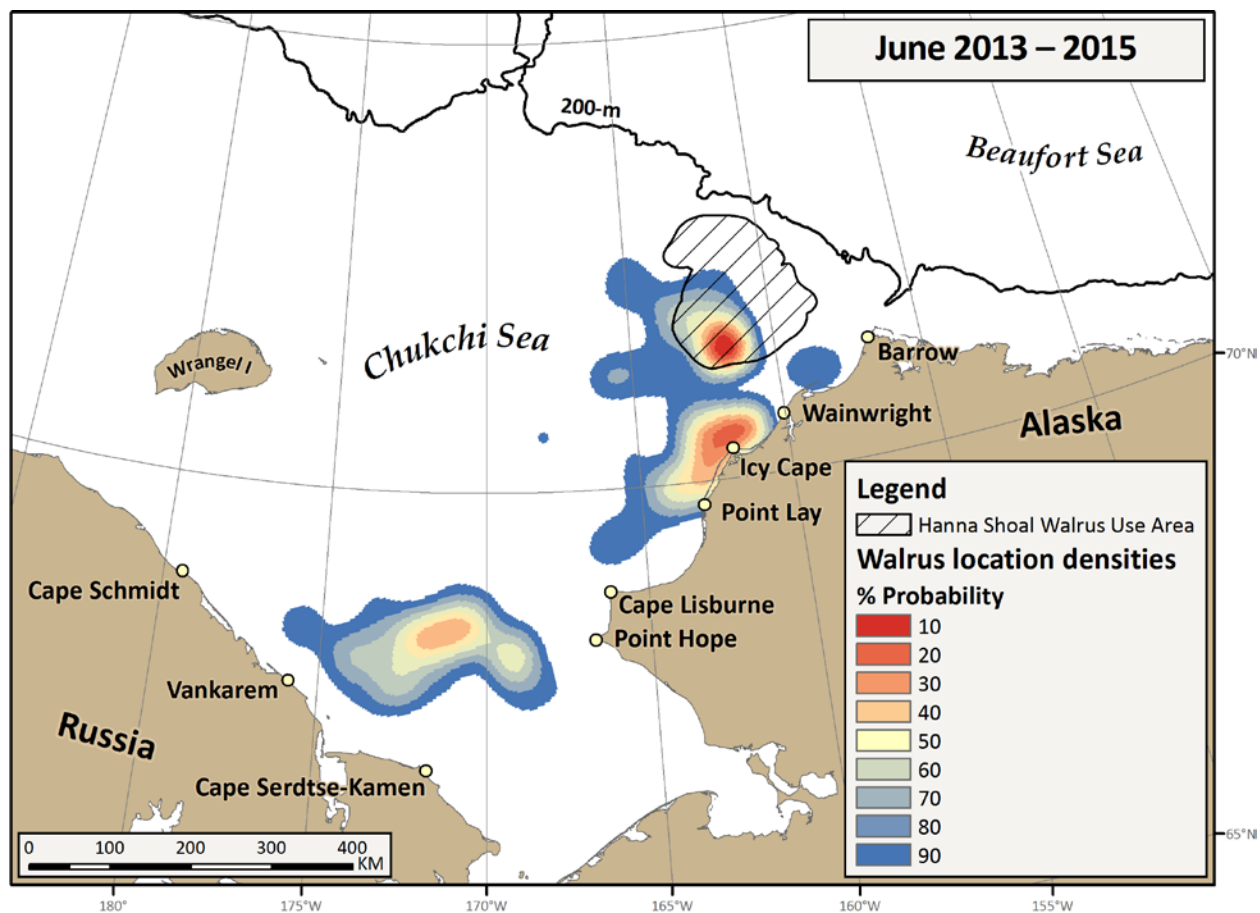 June 2013 – 2015
200-m
Beaufort Sea
Chukchi Sea
Wrangel I
Barrow
70°N
Wainwright
Alaska
Icy Cape
Point Lay
Cape Schmidt
Cape Lisburne
Point Hope
Vankarem
Russia
Cape Serdtse-Kamen
Legend
Hanna Shoal Walrus Use Area
Walrus location densities
% Probability
10
20
30
40
50
60
70
80
90
65°N
0 100 200 300 400
KM
180° 175°W 170°W 165°W 160°W 155°W